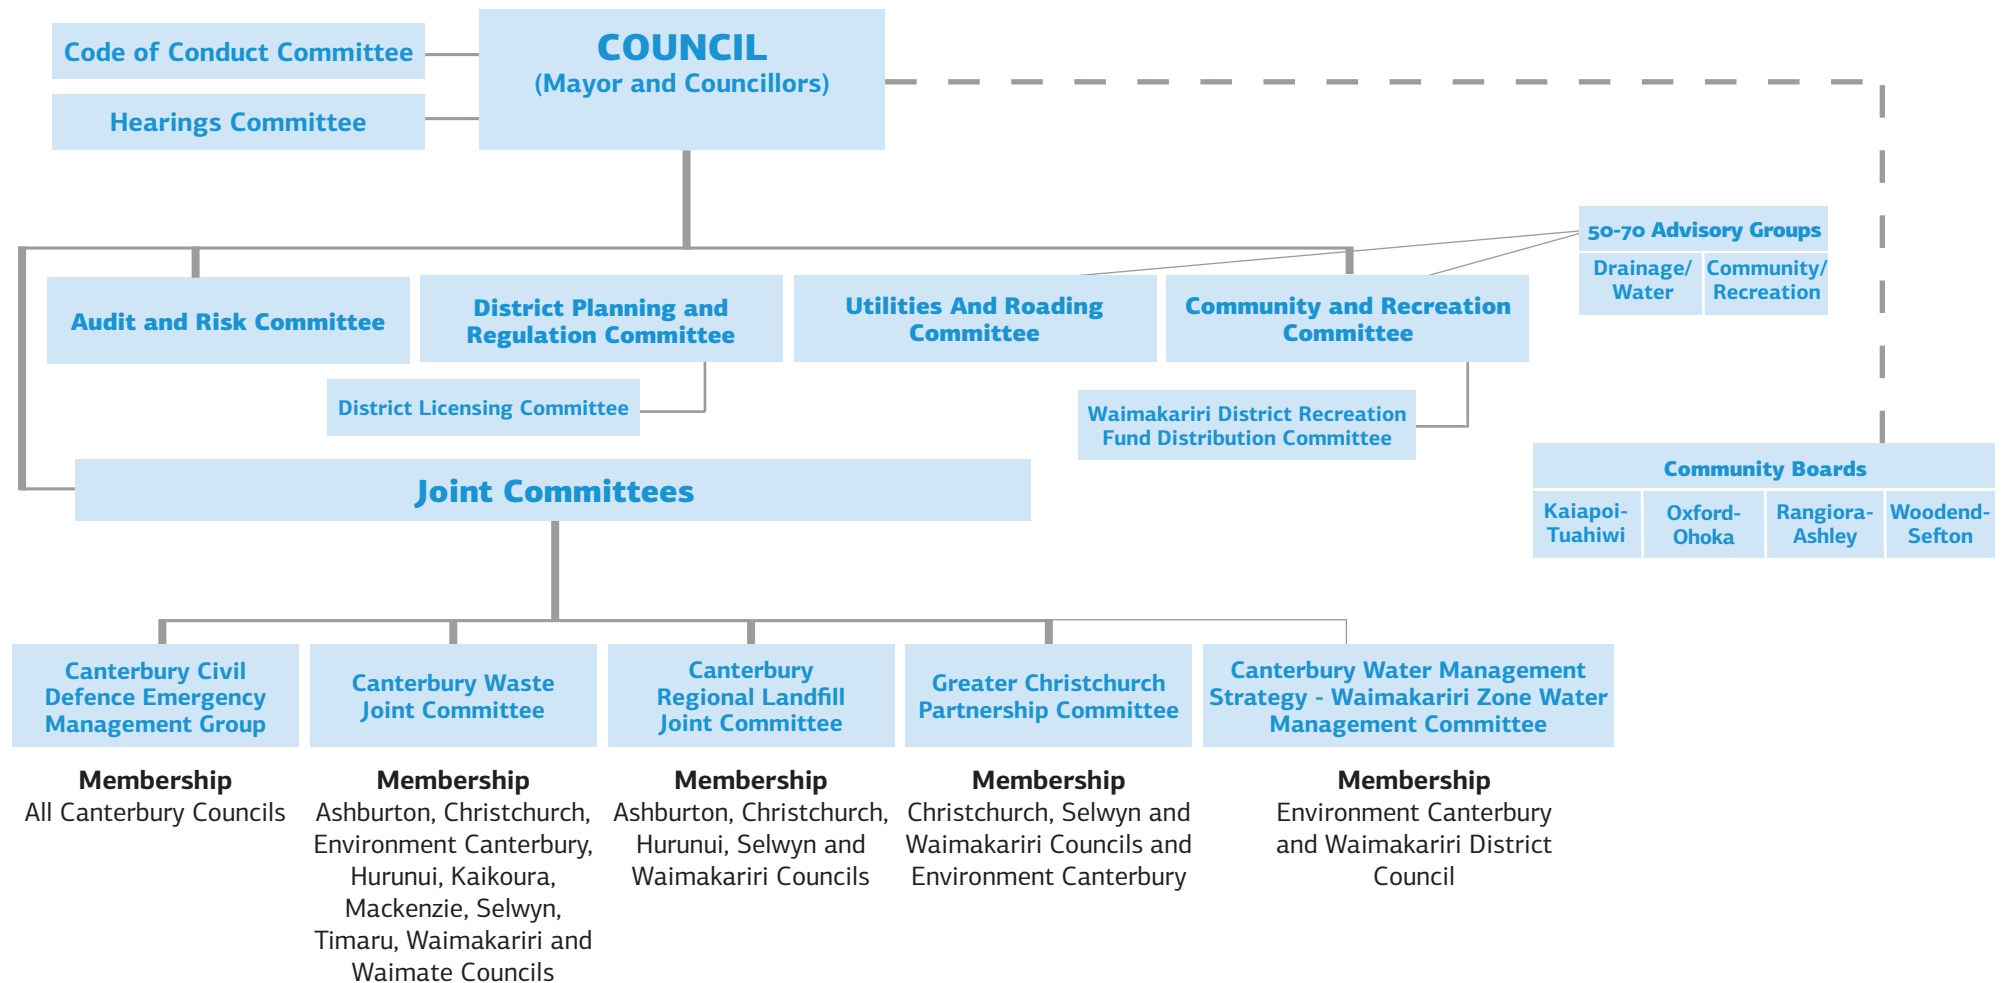 Code of Conduct Committee
Hearings Committee
COUNCIL
(Mayor and Councillors)
50-70 Advisory Groups
Drainage/
Water
Community/
Recreation
Audit and Risk Committee
District Planning and
Regulation Committee
Utilities And Roading
Committee
Community and Recreation
Committee
District Licensing Committee
Waimakariri District Recreation
Fund Distribution Committee
Community Boards
Kaiapoi-
Tuahiwi
Oxford-
Ohoka
Rangiora-
Ashley
Woodend-
Sefton
Joint Committees
Canterbury Civil
Defence Emergency
Management Group
Membership
All Canterbury Councils
Canterbury Waste
Joint Committee
Membership
Ashburton, Christchurch,
Environment Canterbury,
Hurunui, Kaikoura,
Mackenzie, Selwyn,
Timaru, Waimakariri and
Waimate Councils
Canterbury
Regional Landfill
Joint Committee
Membership
Ashburton, Christchurch,
Hurunui, Selwyn and
Waimakariri Councils
Greater Christchurch
Partnership Committee
Membership
Christchurch, Selwyn and
Waimakariri Councils and
Environment Canterbury
Canterbury Water Management
Strategy - Waimakariri Zone Water
Management Committee
Membership
Environment Canterbury
and Waimakariri District
Council